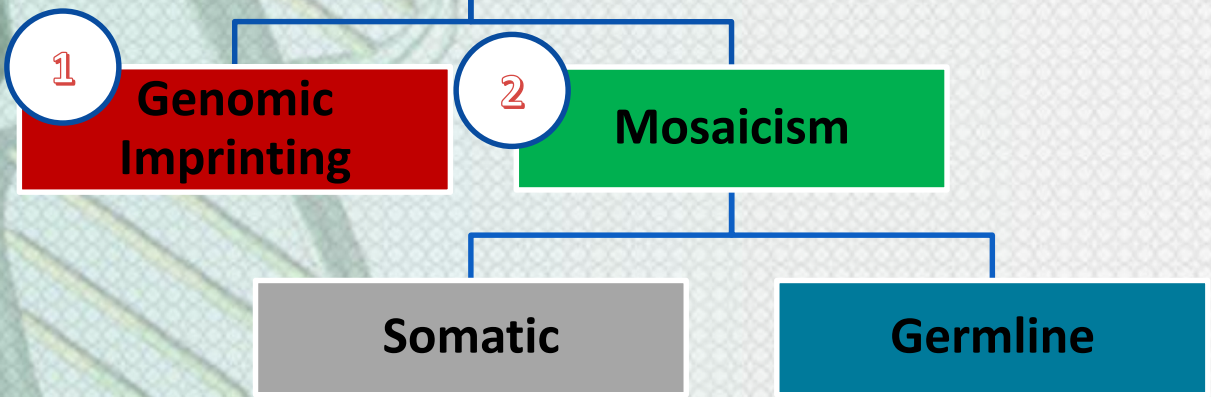 1
Genomic
Imprinting
2
Mosaicism
Somatic
Germline